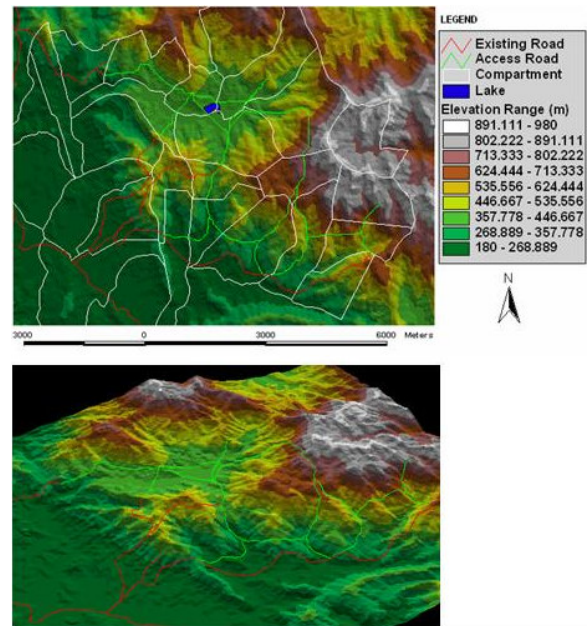 LEGEND
Existing Road
Access Road
Compartment
Lake
Elevation Range (m)
891.111 - 980
802.222 - 891.111
713.333 - 802.222
624.444 - 713.333
535.556 - 624.444
446.667 - 535.556
357.778 - 446.667
268.889 - 357.778
180 - 268.889
N
3000 0 3000 6000 Meters